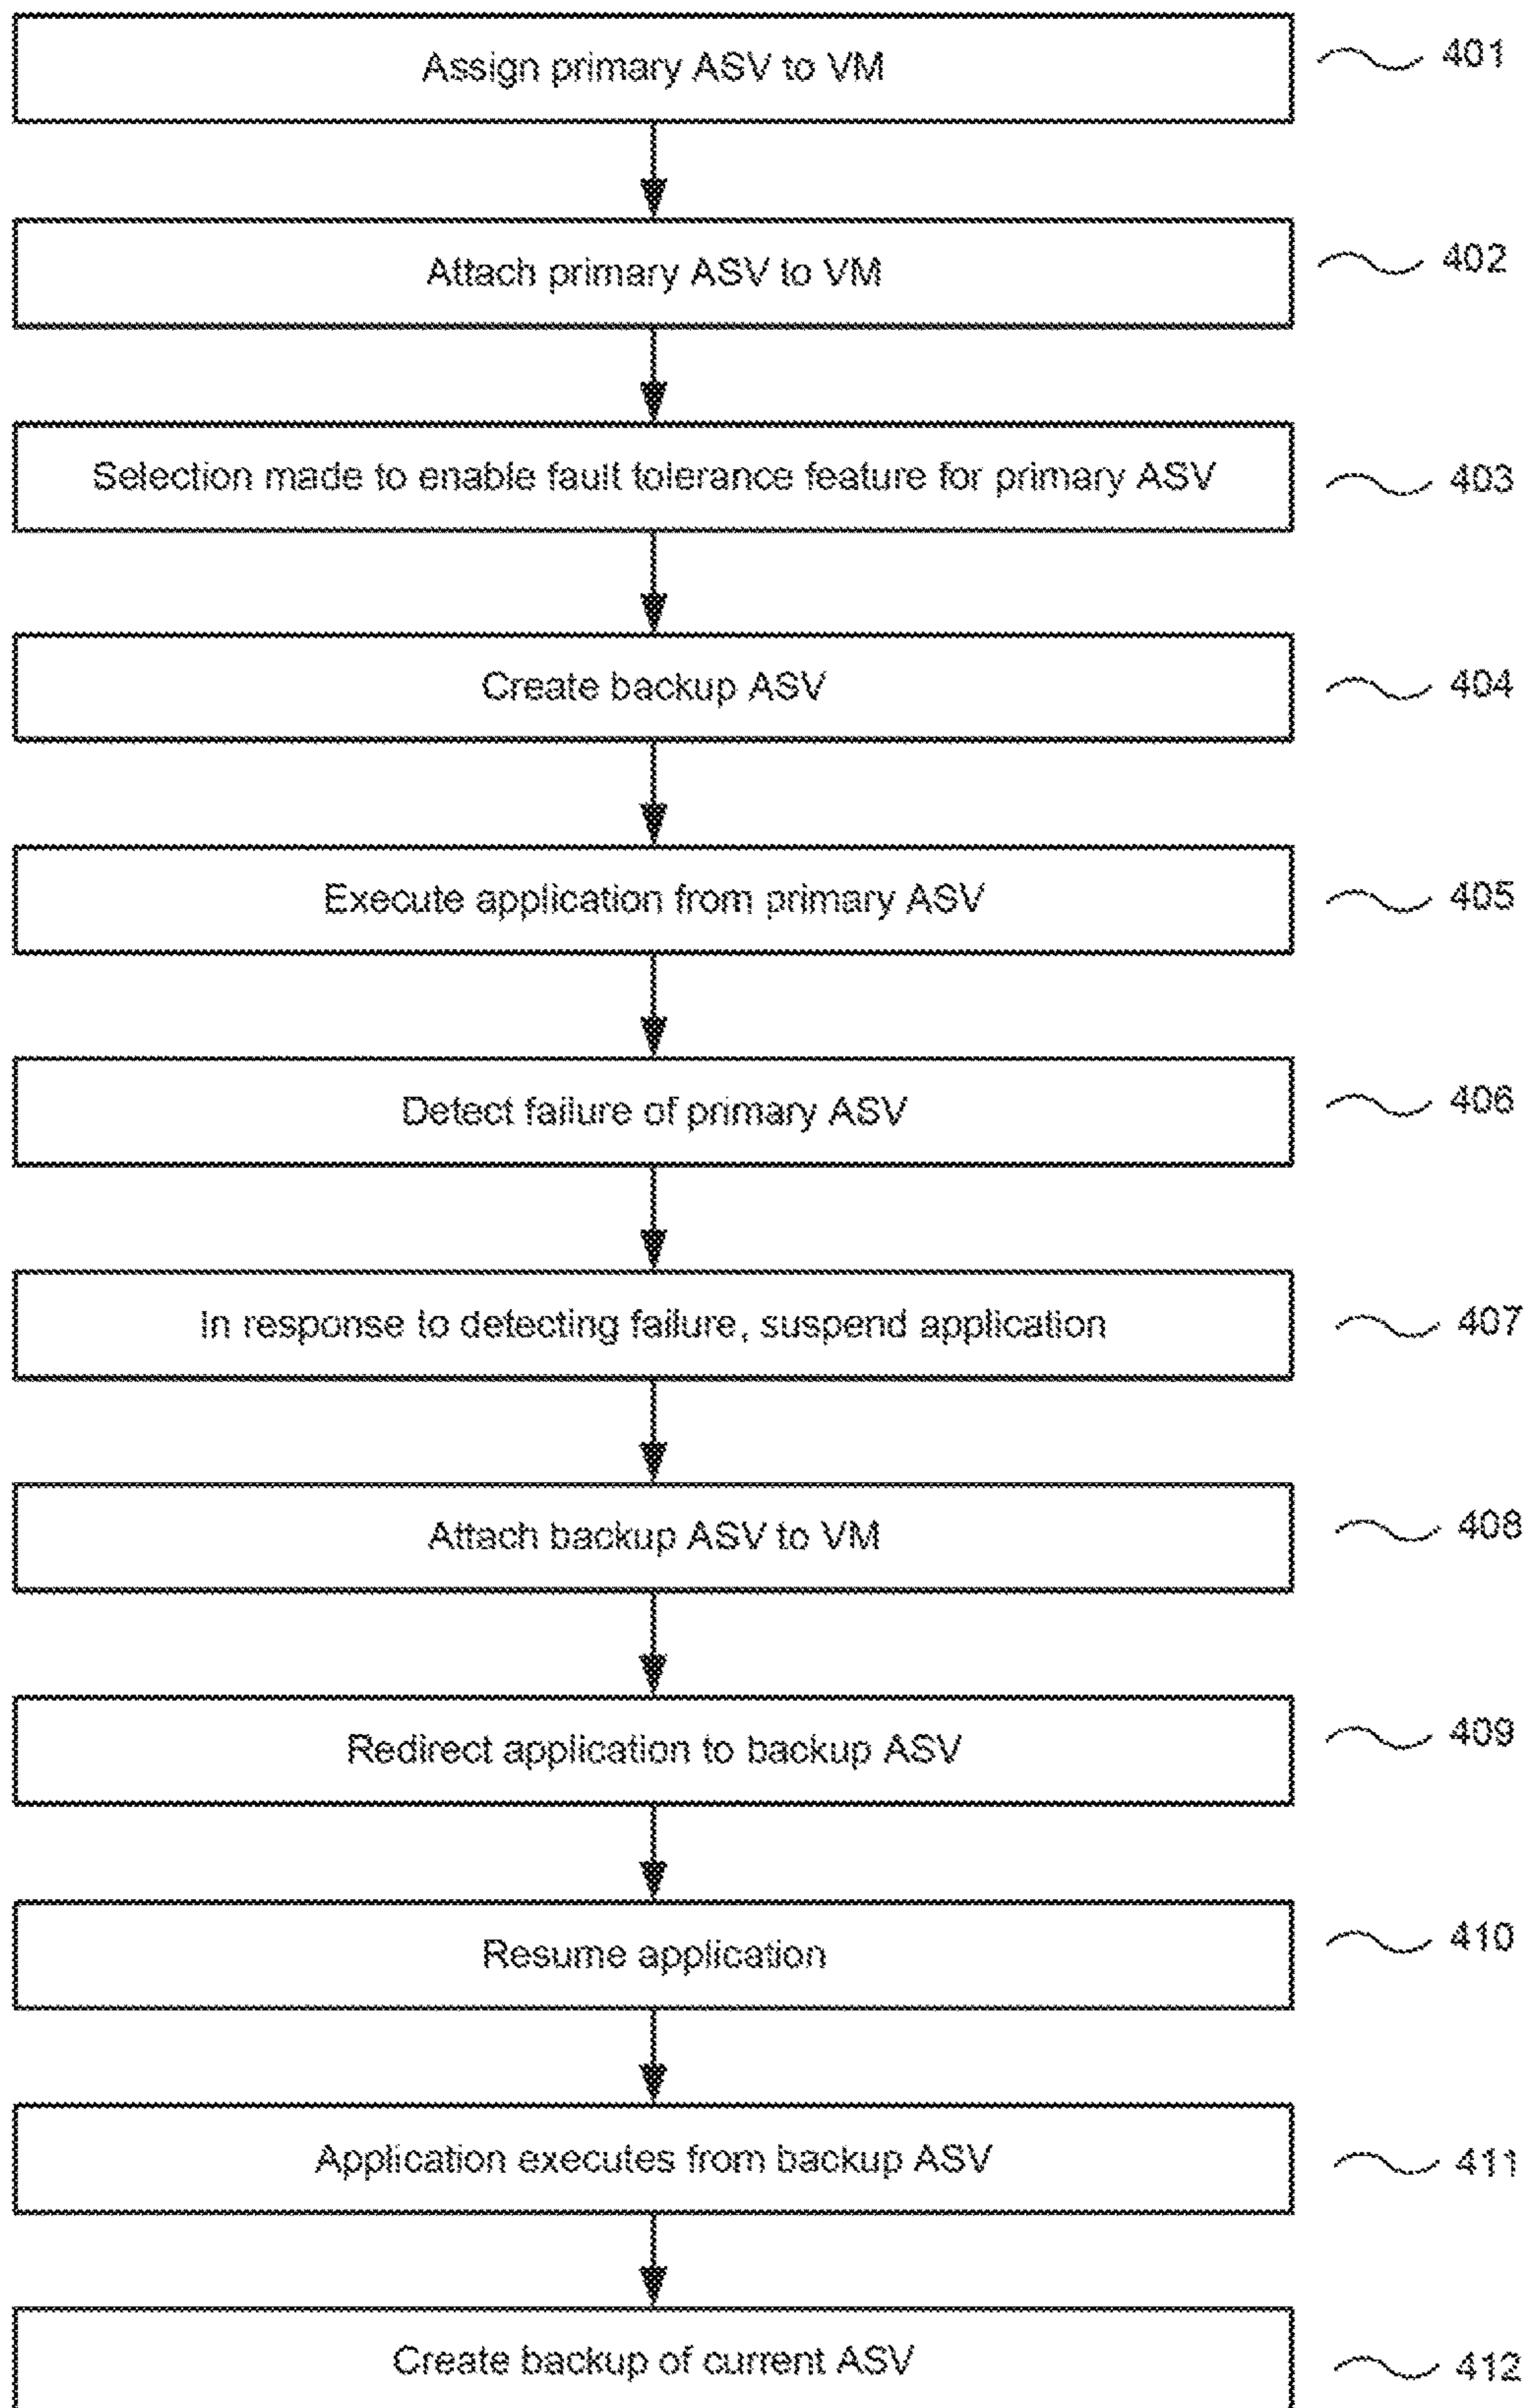 Assign primary ASV to VM 401
Attach primary ASV to VM 402
Selection made to enable fault tolerance feature for primary ASV 403
Create backup ASV 404
Execute application from primary ASV 405
Detect failure of primary ASV 406
In response to detecting failure, suspend application 407
Attach backup ASV to VM 408
Redirect application to backup ASV 409
Resume application 410
Application executes from backup ASV 411
Create backup of current ASV 412